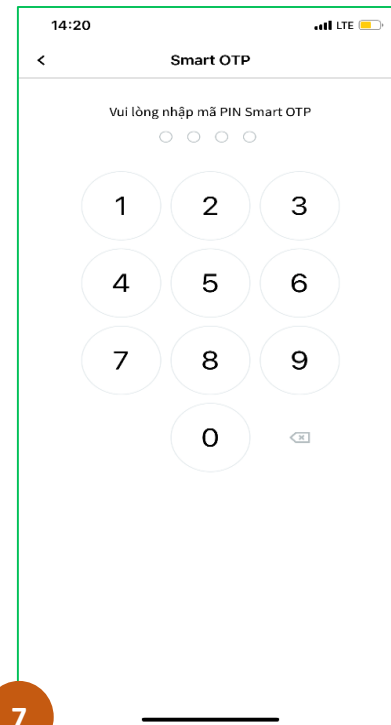 14:20 LTE
Smart OTP
Vui lòng nhập mã PIN Smart OTP
1 2 3
4 5 6
7 8 9
0
7